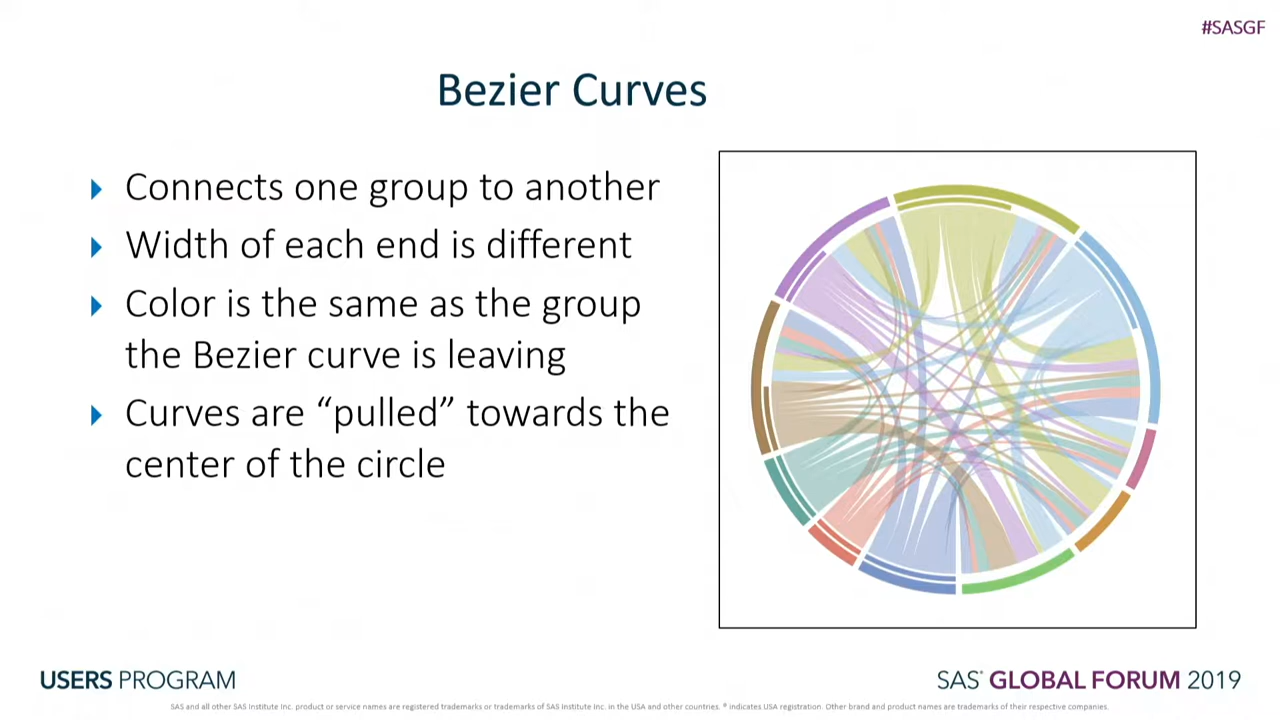 #SASGF
Bezier Curves
Connects one group to another
Width of each end is different
Color is the same as the group
the Bezier curve is leaving
Curves are “pulled” towards the
center of the circle
USERS PROGRAM
SAS® GLOBAL FORUM 2019
SAS and all other SAS Institute Inc. product or service names are registered trademarks or trademarks of SAS Institute Inc. in the USA and other countries. ® indicates USA registration. Other brand and product names are trademarks of their respective companies.